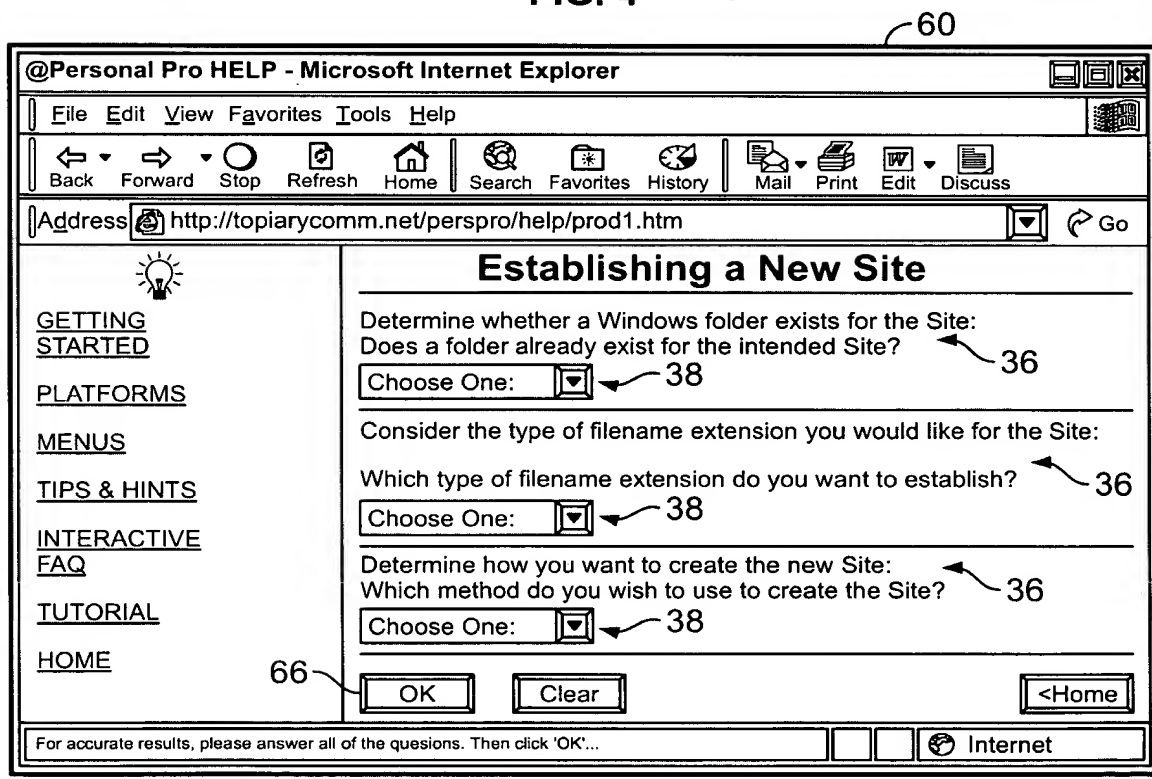 FIG. 4
60
@Personal Pro HELP - Microsoft Internet Explorer
File Edit View Favorites Tools Help
Back Forward Stop Refresh Home Search Favorites History Mail Print Edit Discuss
Address http://topiarycomm.net/perspro/help/prod1.htm Go
GETTING
STARTED
PLATFORMS
MENUS
TIPS & HINTS
INTERACTIVE
FAQ
TUTORIAL
HOME
Establishing a New Site
Determine whether a Windows folder exists for the Site:
Does a folder already exist for the intended Site?
36
Choose One: 38
Consider the type of filename extension you would like for the Site:
Which type of filename extension do you want to establish? 36
Choose One: 38
Determine how you want to create the new Site:
Which method do you wish to use to create the Site? 36
Choose One: 38
66 OK Clear <Home
For accurate results, please answer all of the quesions. Then click 'OK'... Internet